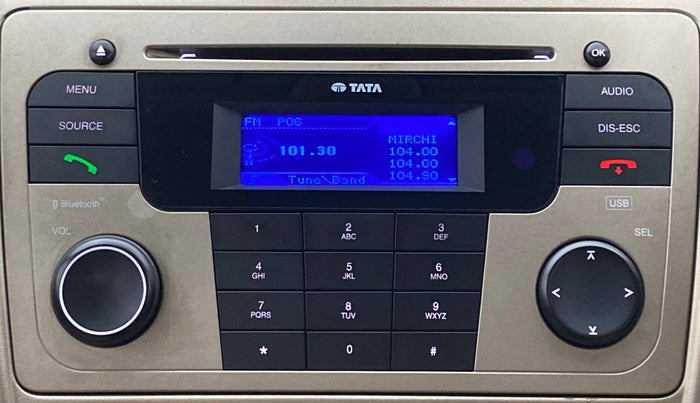 OK
MENU
TATA
AUDIO
SOURCE
DIS-ESC
FM POG
101.30
MIRCHI
104.00
104.00
104.90
Tune\Band
Bluetooth
USB
VOL
SEL
1
2 ABC
3 DEF
4 GHI
5 JKL
6 MNO
7 PQRS
8 TUV
9 WXYZ
*
0
#